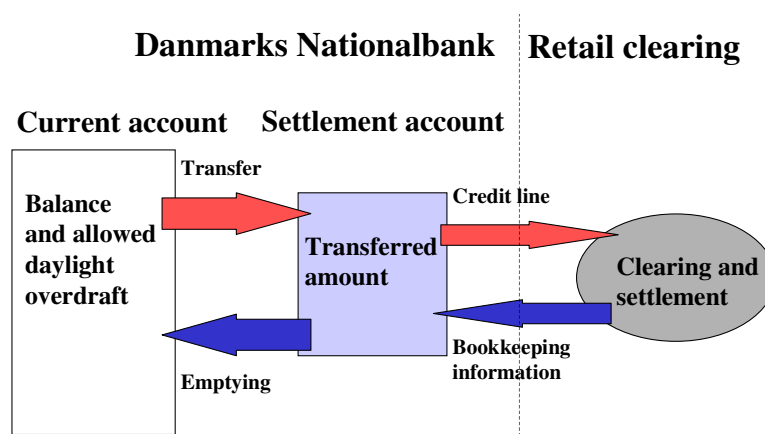 Danmarks Nationalbank
Retail clearing
Current account
Settlement account
Transfer
Balance
and allowed
daylight
overdraft
Transferred
amount
Credit line
Clearing and
settlement
Emptying
Bookkeeping
information